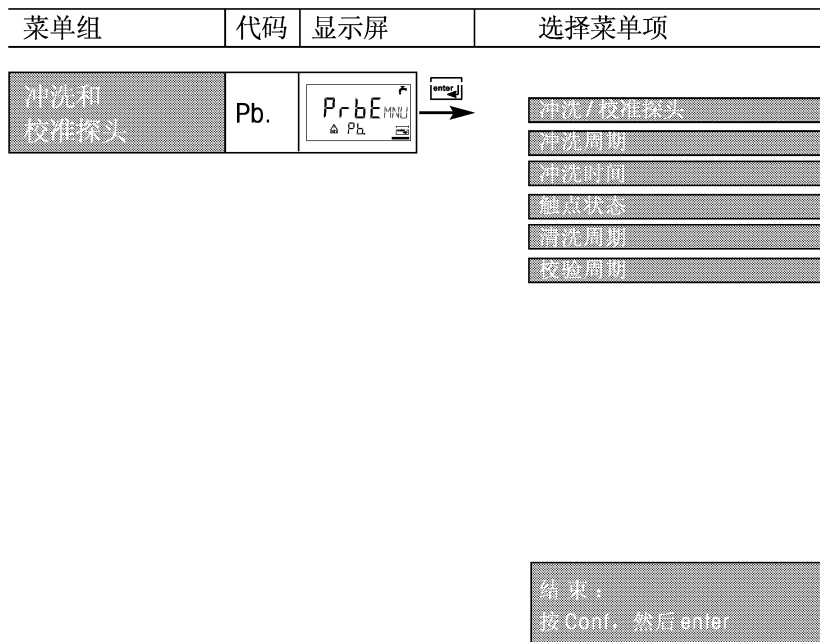 菜单组 代码 显示屏 选择菜单项
冲洗和
校准探头
Pb.
PrbE MNU
Pb.
enter
冲洗/校准探头
冲洗周期
冲洗时间
触点状态
清洗周期
校验周期
结束：
按Conf，然后enter